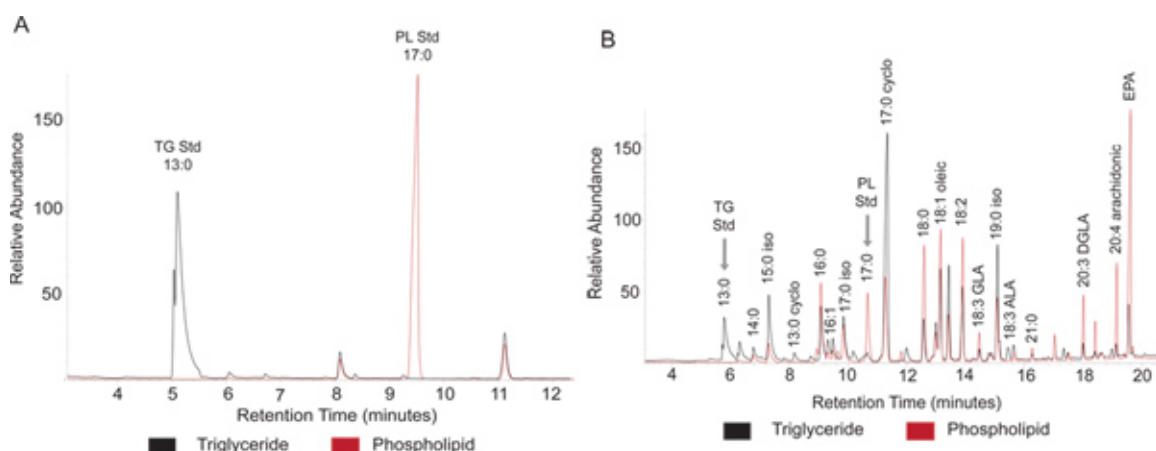 A
Relative Abundance
150
100
50
TG Std
13:0
PL Std
17:0
4 5 6 7 8 9 10 11 12
Retention Time (minutes)
Triglyceride Phospholipid
B
Relative Abundance
150
100
50
TG
Std
13:0
14:0
15:0 iso
13:0 cyclo
16:0
16:1
17:0 iso
PL
Std
17:0
17:0 cyclo
18:0
18:1 oleic
18:2
18:3 GLA
19:0 iso
18:3 ALA
21:0
20:3 DGLA
20:4 arachidonic
EPA
4 6 8 10 12 14 16 18 20
Retention Time (minutes)
Triglyceride Phospholipid